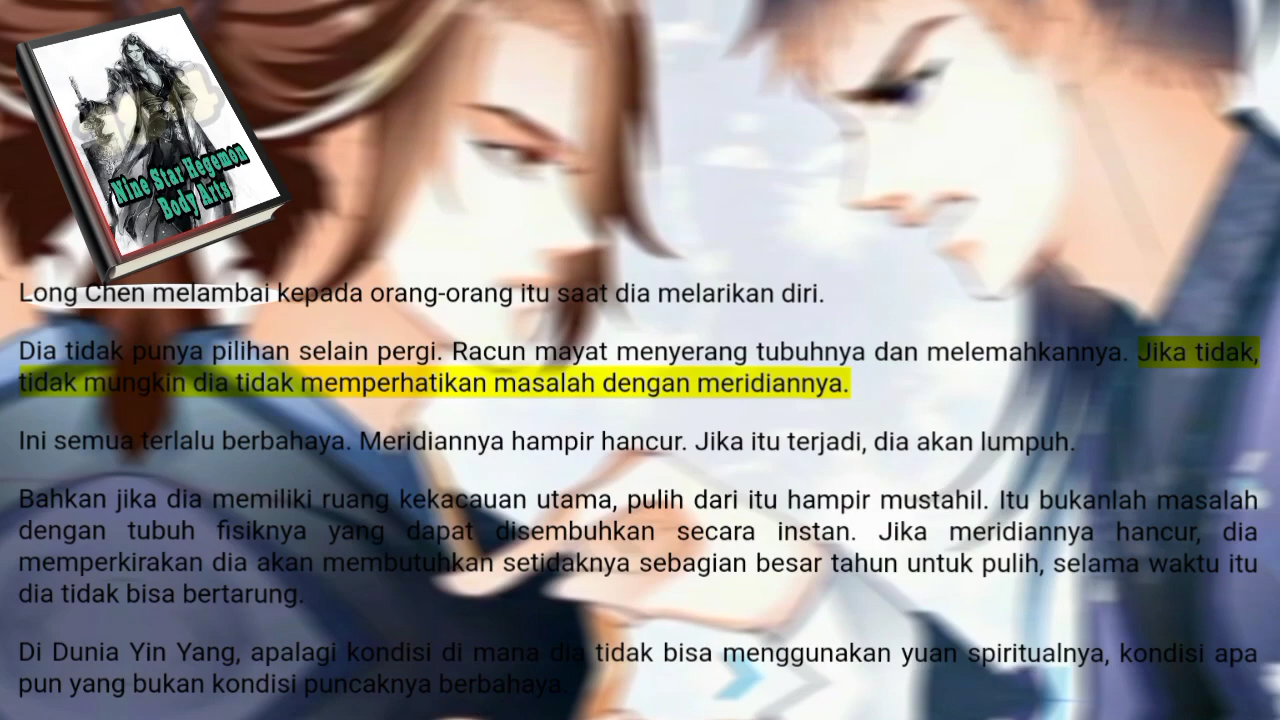 Nine Star Hegemon
Body Arts
Long Chen melambai kepada orang-orang itu saat dia melarikan diri.
Dia tidak punya pilihan selain pergi. Racun mayat menyerang tubuhnya dan melemahkannya. Jika tidak,
tidak mungkin dia tidak memperhatikan masalah dengan meridiannya.
Ini semua terlalu berbahaya. Meridiannya hampir hancur. Jika itu terjadi, dia akan lumpuh.
Bahkan jika dia memiliki ruang kekacauan utama, pulih dari itu hampir mustahil. Itu bukanlah masalah
dengan tubuh fisiknya yang dapat disembuhkan secara instan. Jika meridiannya hancur, dia
memperkirakan dia akan membutuhkan setidaknya sebagian besar tahun untuk pulih, selama waktu itu
dia tidak bisa bertarung.
Di Dunia Yin Yang, apalagi kondisi di mana dia tidak bisa menggunakan yuan spiritualnya, kondisi apa
pun yang bukan kondisi puncaknya berbahaya.